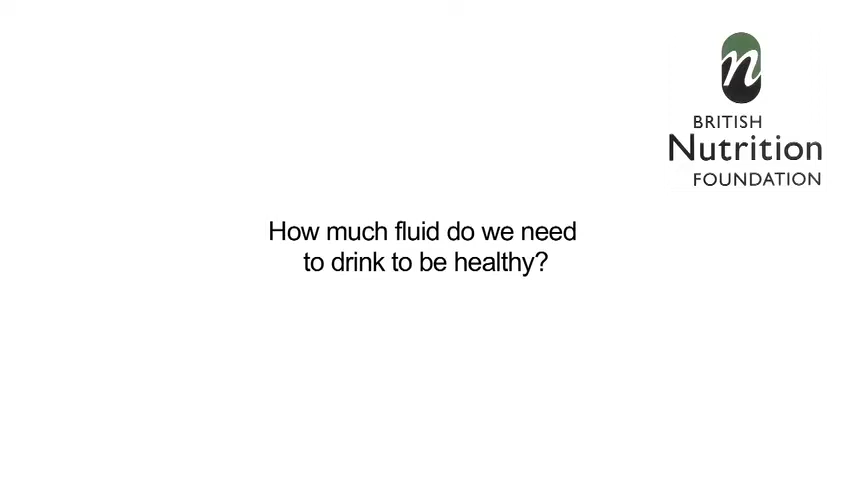 n
BRITISH
Nutrition
FOUNDATION
How much fluid do we need
to drink to be healthy?